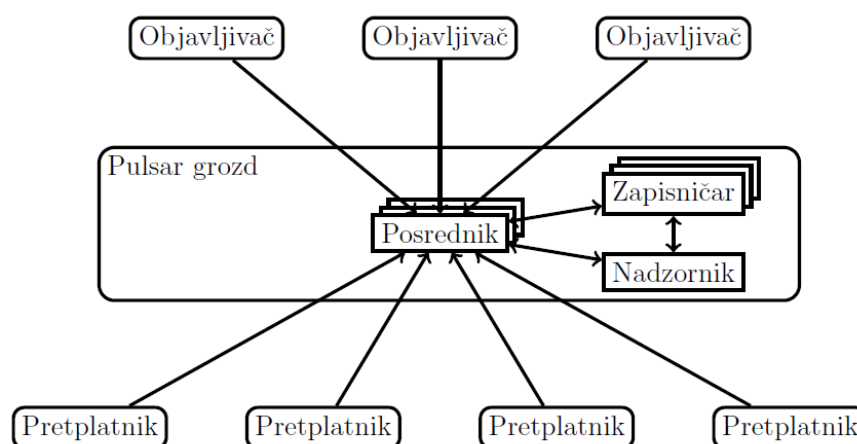 Objavljivač
Objavljivač
Objavljivač
Pulsar grozd
Zapisničar
Posrednik
Nadzornik
Pretplatnik
Pretplatnik
Pretplatnik
Pretplatnik